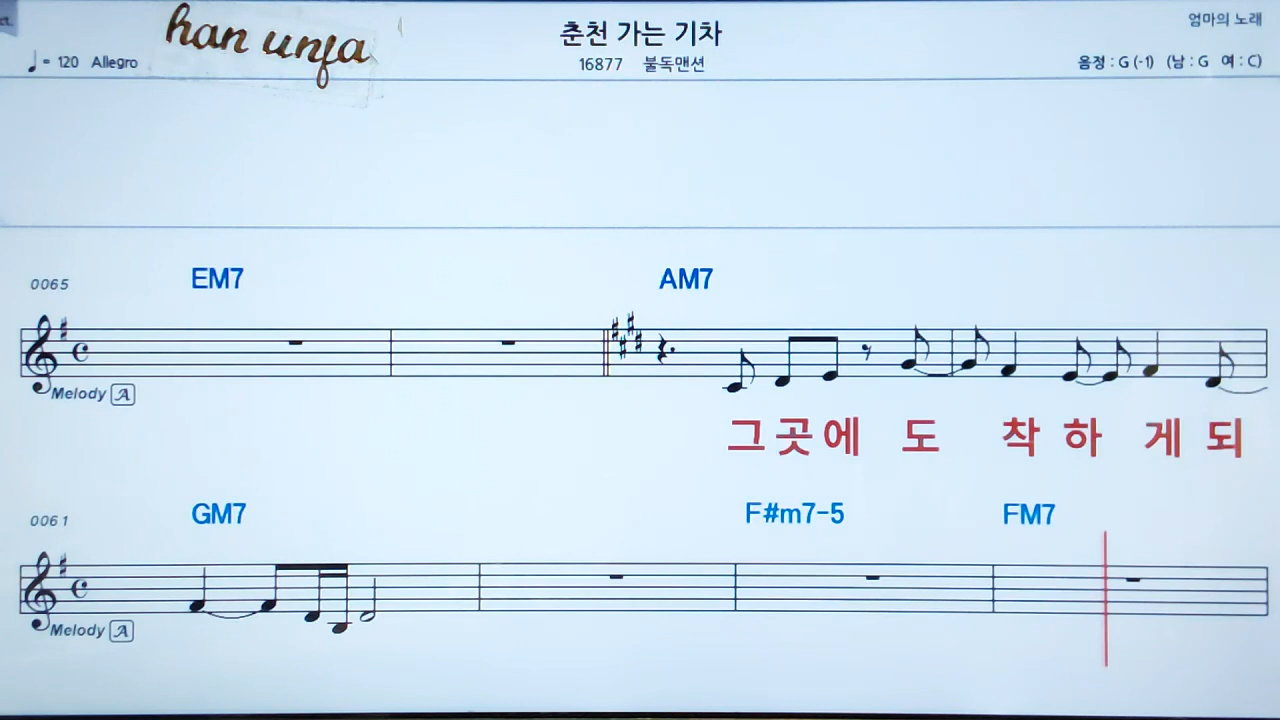 ct.
han unfa
춘천 가는 기차
엄마의 노래
♩= 120 Allegro
16877 불독맨션
음정 : G (-1) (남 : G 여 : C)
0065 EM7 AM7
Melody A
그곳에 도 착 하 게 되
0061 GM7 F#m7-5 FM7
Melody A